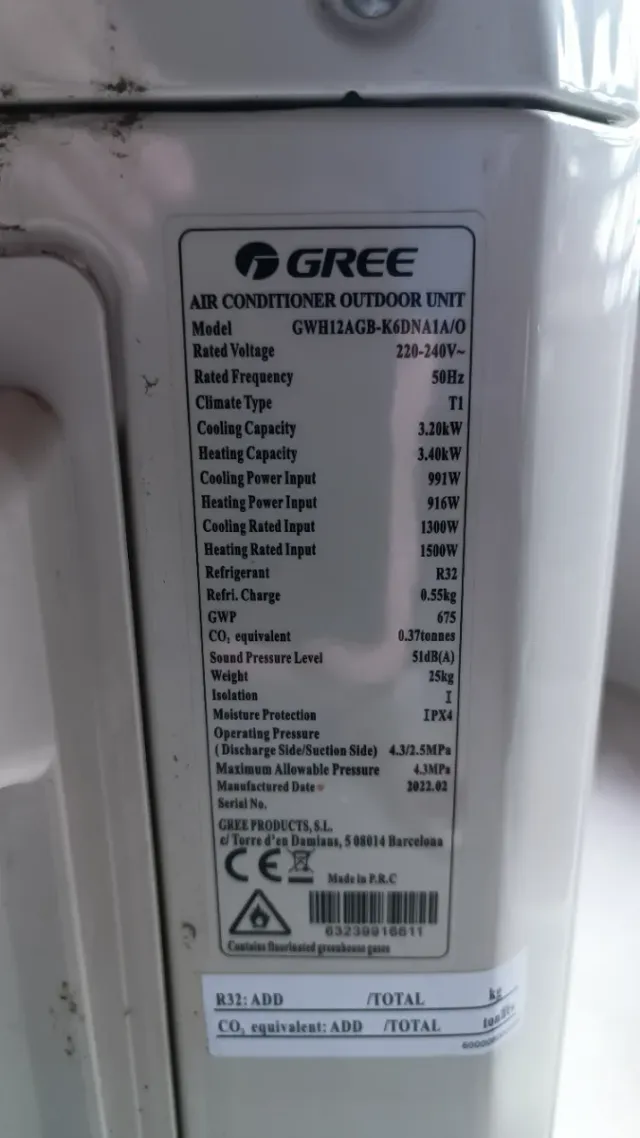 GREE
AIR CONDITIONER OUTDOOR UNIT
Model GWH12AGB-K6DNA1A/O
Rated Voltage 220-240V~
Rated Frequency 50Hz
Climate Type T1
Cooling Capacity 3.20kW
Heating Capacity 3.40kW
Cooling Power Input 991W
Heating Power Input 916W
Cooling Rated Input 1300W
Heating Rated Input 1500W
Refrigerant R32
Refri. Charge 0.55kg
GWP 675
CO₂ equivalent 0.37tonnes
Sound Pressure Level 51dB(A)
Weight 25kg
Isolation I
Moisture Protection IPX4
Operating Pressure
( Discharge Side/Suction Side) 4.3/2.5MPa
Maximum Allowable Pressure 4.3MPa
Manufactured Date 2022.02
Serial No.
GREE PRODUCTS, S.L.
c/ Torre d'en Damians, 5 08014 Barcelona
CE
Made in P.R.C
63239916611
Contains fluorinated greenhouse gases
R32: ADD /TOTAL kg
CO₂ equivalent: ADD /TOTAL